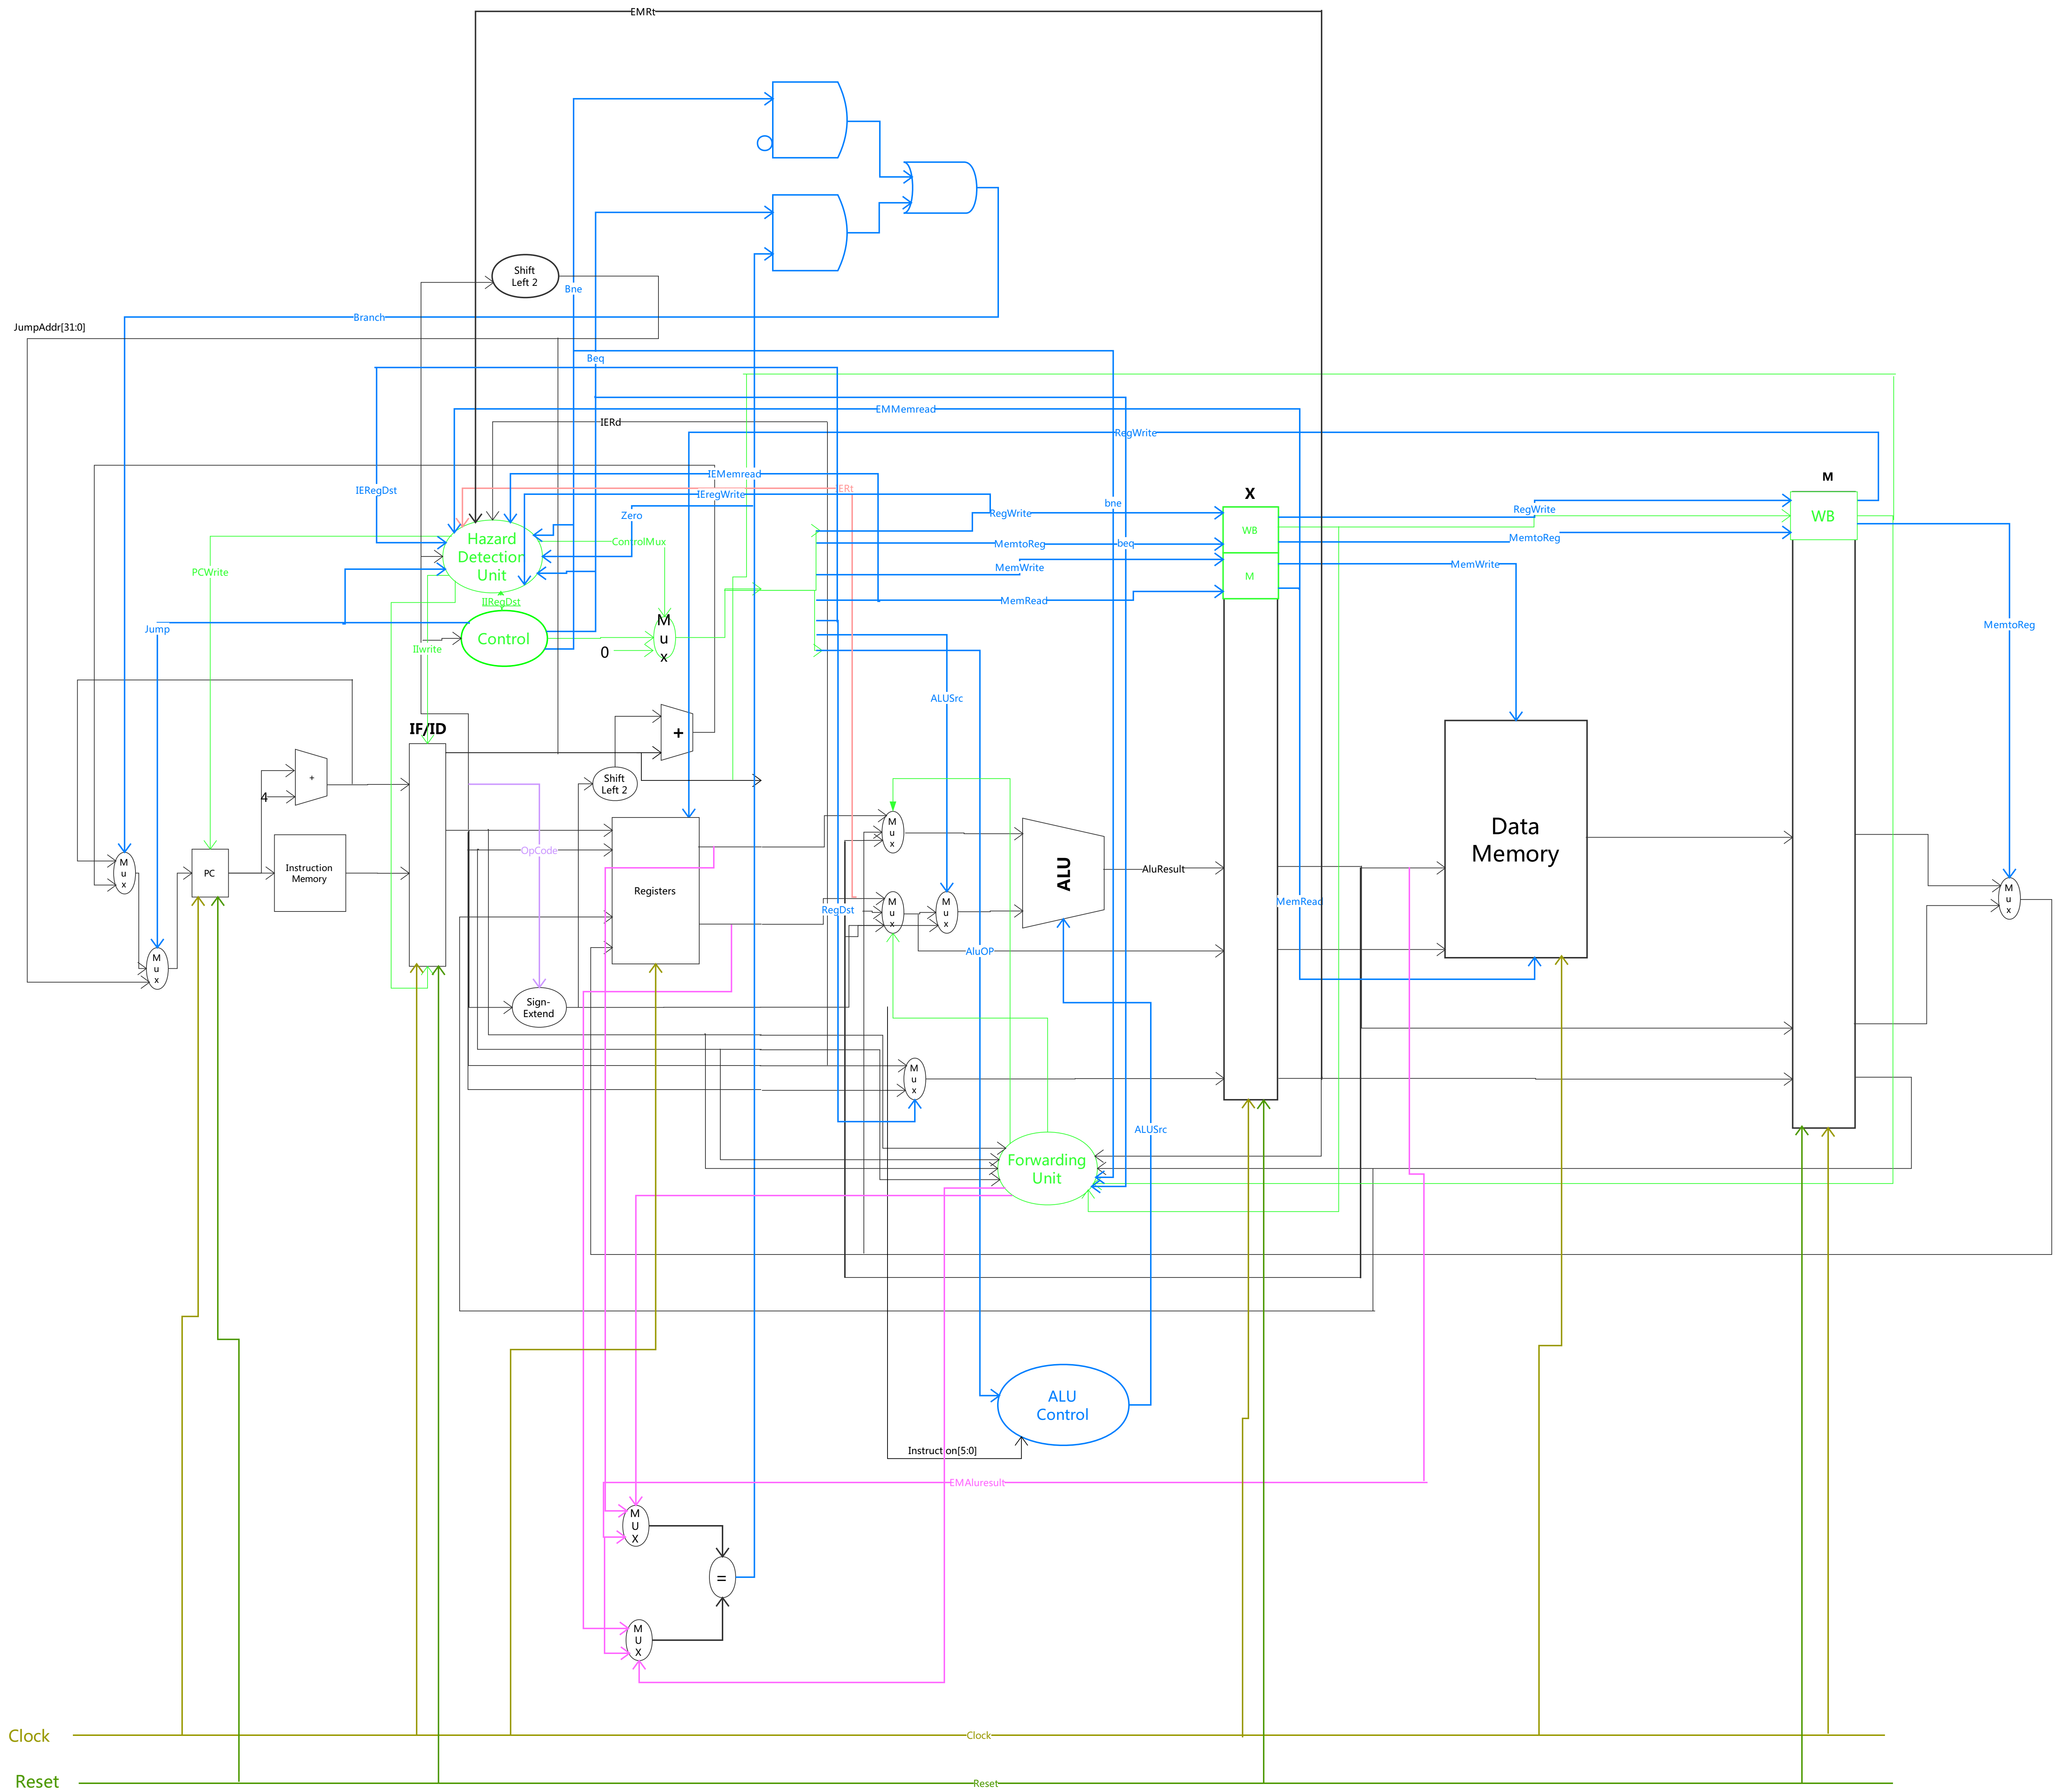 EMRt
Shift
Left 2
Bne
Branch
JumpAddr[31:0]
Beq
EMMemread
IERd
RegWrite
IEMemread
IERegDst
IERt
IEregWrite
bne
X
M
RegWrite
RegWrite
Zero
WB
WB
Hazard
Detection
Unit
ControlMux
MemtoReg
beq
MemtoReg
PCWrite
MemWrite
MemWrite
M
IIRegDst
MemRead
Jump
Control
M
u
x
MemtoReg
IIwrite
0
ALUSrc
IF/ID
+
+
Shift
Left 2
4
Data
Memory
M
u
x
OpCode
M
u
x
PC
Instruction
Memory
Registers
ALU
AluResult
M
u
x
RegDst
M
u
x
M
u
x
MemRead
AluOP
M
u
x
Sign-
Extend
M
u
x
ALUSrc
Forwarding
Unit
ALU
Control
Instruction[5:0]
EMAluresult
M
U
X
=
M
U
X
Clock
Clock
Reset
Reset